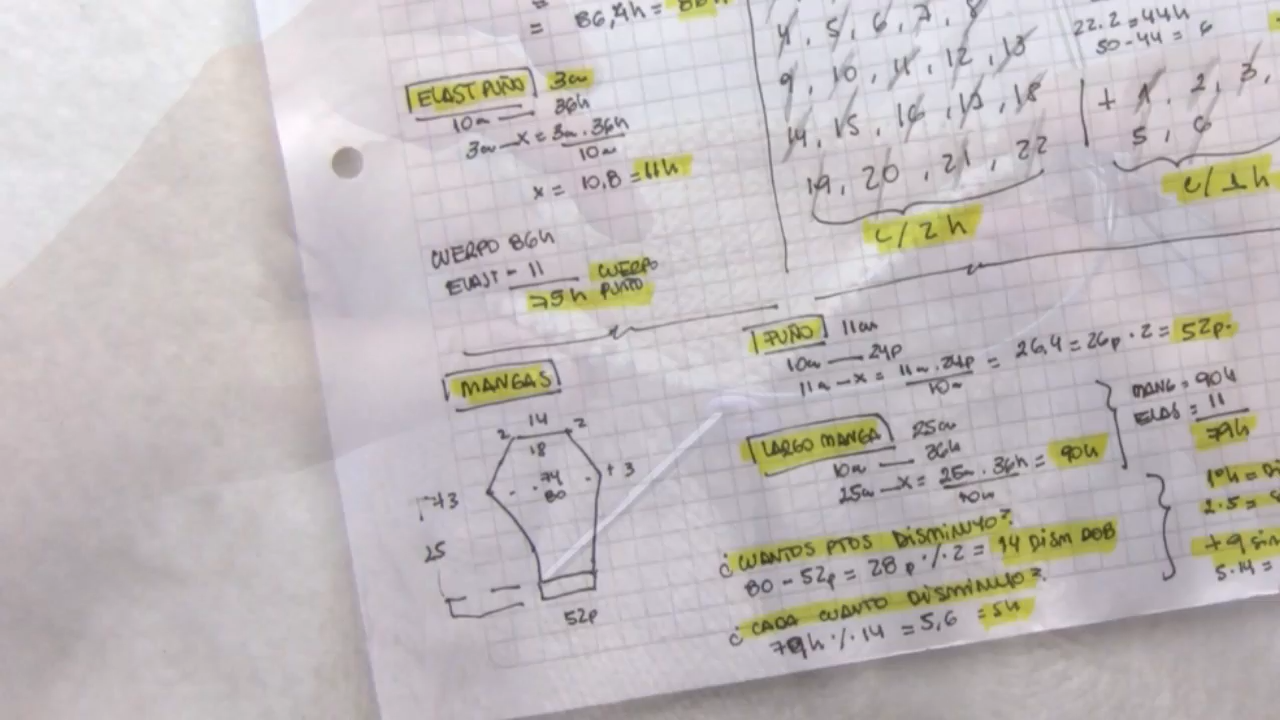 = 86,4h = 86h
ELAST PUÑO 3cm
10cm — 36h
3cm — x = 3cm . 36h
10cm
x = 10,8 = 11h
CUERPO 86h
ELAST - 11
75h CUERPO
PUNTO
4, 5, 6, 7, 8
9, 10, 11, 12, 13
14, 15, 16, 17, 18
19, 20, 21, 22
c/2h
22.2 = 44h
50-44 = 6
+ 1, 2, 3,
5, 6
c/1h
MANGAS
14
2 2
18
74
80
+ 3
+3
25
52p
PUÑO 11cm
10cm — 24p
11cm — x = 11cm . 24p = 26,4 = 26p . 2 = 52p.
10cm
LARGO MANGA 25cm
10cm — 36h
25cm — x = 25cm . 36h = 90h
10cm
MANG = 90h
ELAS = 11
79h
¿CUANTOS PTOS DISMINUYO?
80 - 52p = 28p ./. 2 = 14 DISM DOB
¿CADA CUANTO DISMINUYO?
79h ./. 14 = 5,6 = 5h
2.5 =
5.14 =